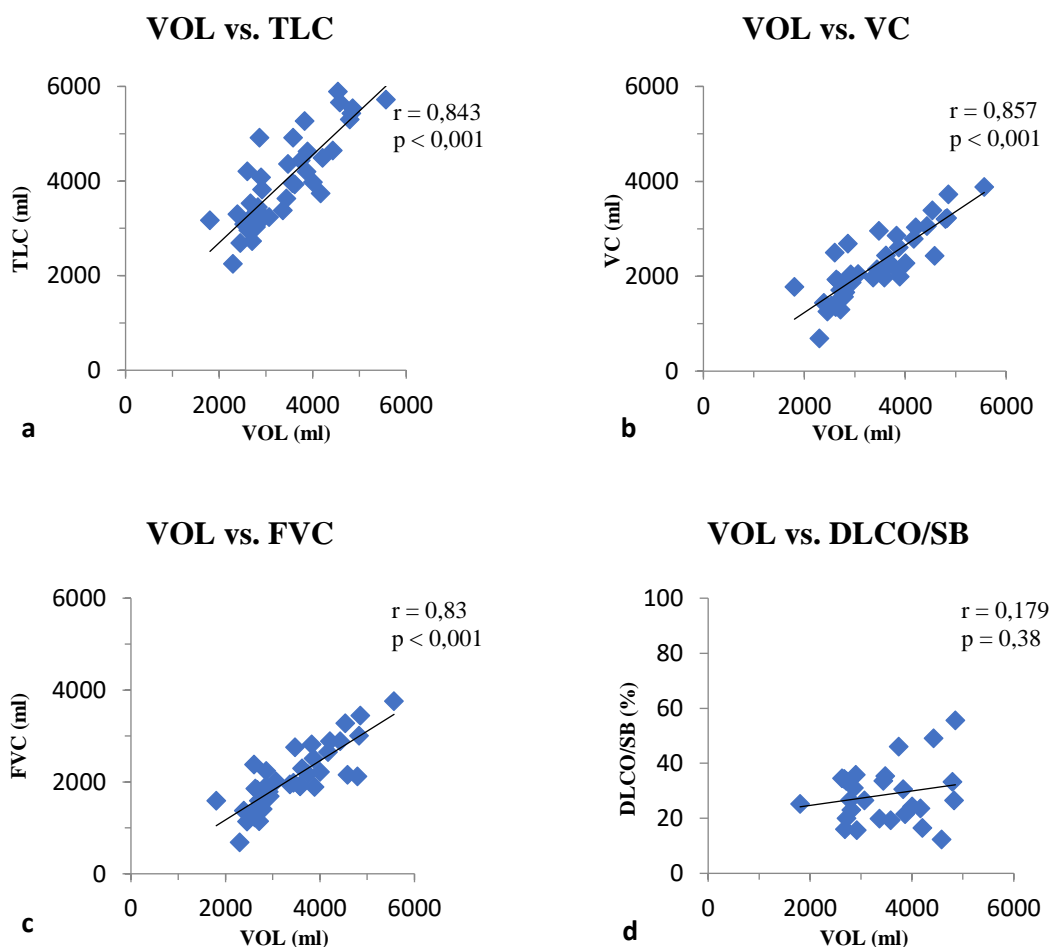 VOL vs. TLC
6000
4000
2000
0
TLC (ml)
r = 0,843
p < 0,001
0 2000 4000 6000
VOL (ml)
a
VOL vs. VC
6000
4000
2000
0
VC (ml)
r = 0,857
p < 0,001
0 2000 4000 6000
VOL (ml)
b
VOL vs. FVC
6000
4000
2000
0
FVC (ml)
r = 0,83
p < 0,001
0 2000 4000 6000
VOL (ml)
c
VOL vs. DLCO/SB
100
80
60
40
20
0
DLCO/SB (%)
r = 0,179
p = 0,38
0 2000 4000 6000
VOL (ml)
d